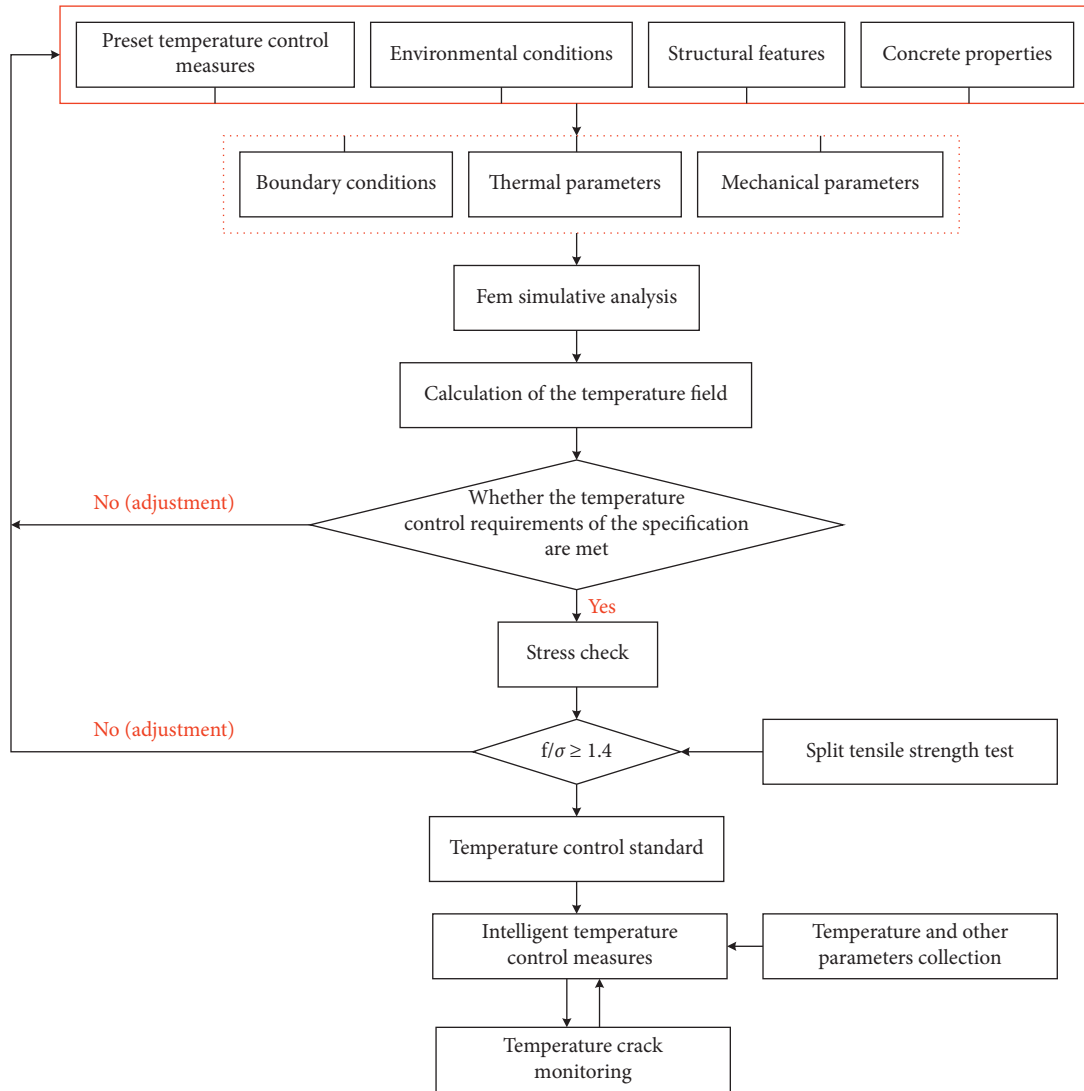 Preset temperature control
measures
Environmental conditions
Structural features
Concrete properties
Boundary conditions
Thermal parameters
Mechanical parameters
Fem simulative analysis
Calculation of the temperature field
Whether the temperature
control requirements of the specification
are met
No (adjustment)
Yes
Stress check
No (adjustment)
f/σ ≥ 1.4
Split tensile strength test
Temperature control standard
Intelligent temperature
control measures
Temperature and other
parameters collection
Temperature crack
monitoring